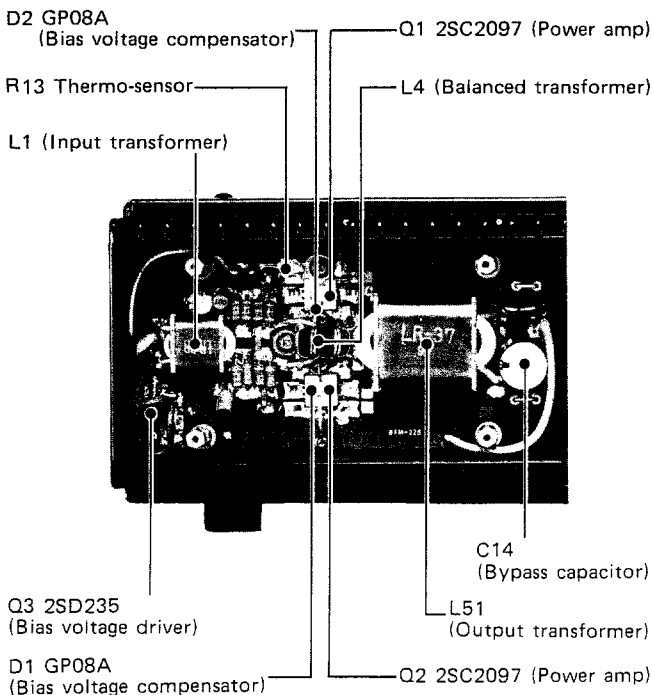 D2 GP08A
(Bias voltage compensator)
Q1 2SC2097 (Power amp)
R13 Thermo-sensor
L4 (Balanced transformer)
L1 (Input transformer)
LR-37
BFM-228
C14
(Bypass capacitor)
Q3 2SD235
(Bias voltage driver)
L51
(Output transformer)
D1 GP08A
(Bias voltage compensator)
Q2 2SC2097 (Power amp)